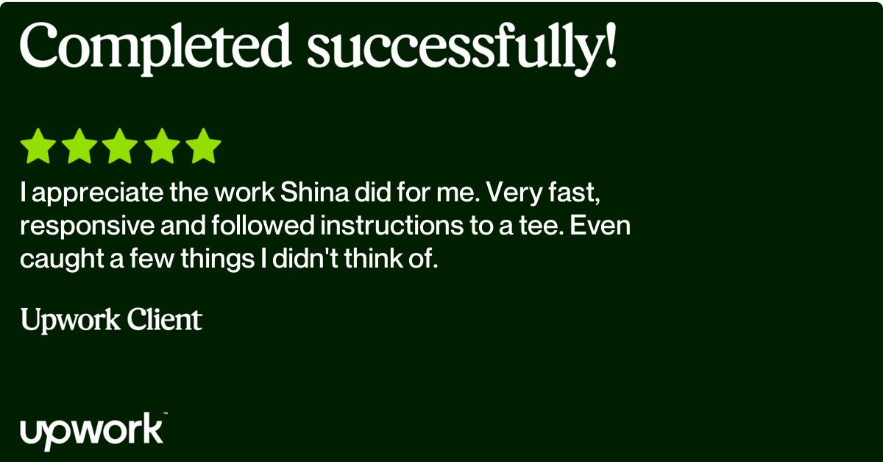 Completed successfully!
I appreciate the work Shina did for me. Very fast,
responsive and followed instructions to a tee. Even
caught a few things I didn't think of.
Upwork Client
upwork™